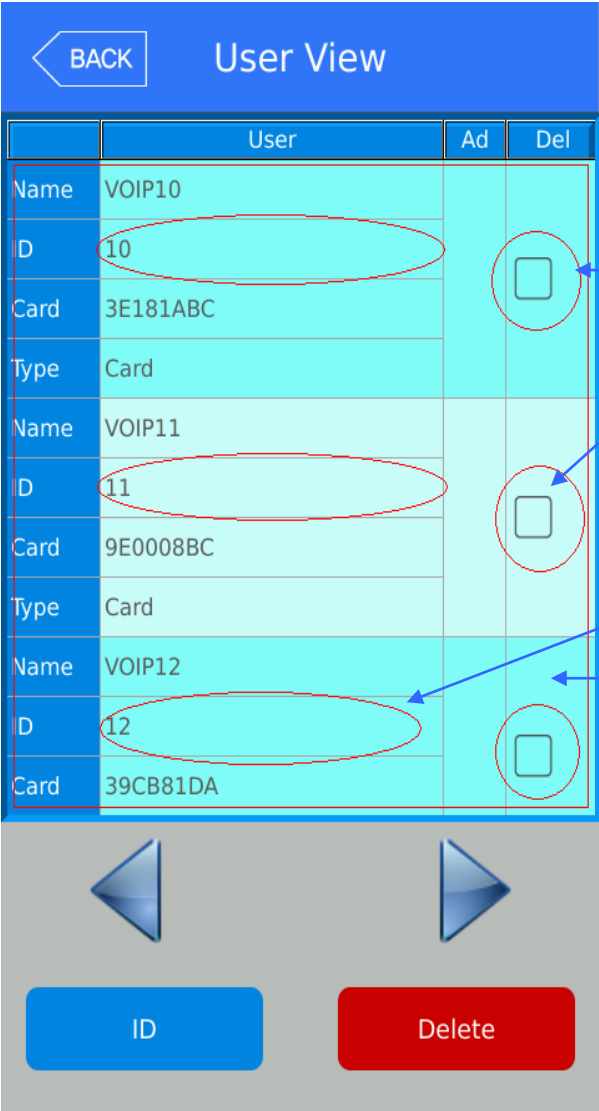 BACK User View
User Ad Del
Name VOIP10
ID 10
Card 3E181ABC
Type Card
Name VOIP11
ID 11
Card 9E0008BC
Type Card
Name VOIP12
ID 12
Card 39CB81DA
ID Delete